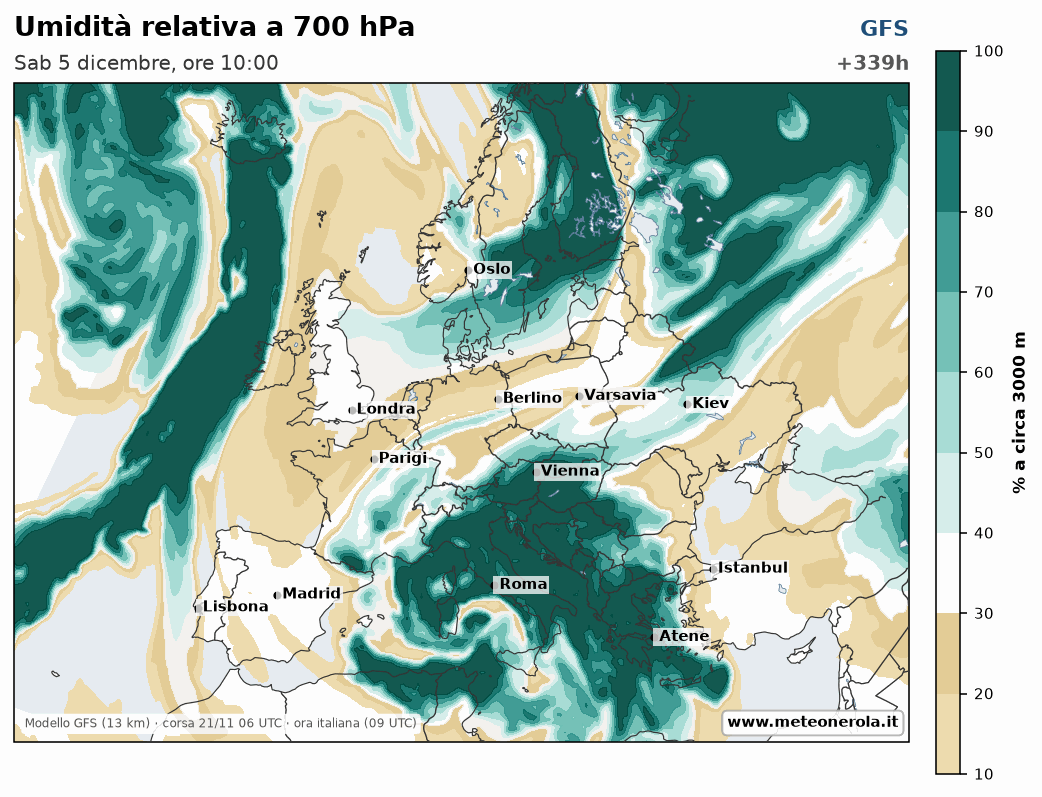 Umidità relativa a 700 hPa
GFS
Sab 5 dicembre, ore 10:00
+339h
100
90
80
70
60
50
40
30
20
10
% a circa 3000 m
Oslo
Londra
Berlino
Varsavia
Kiev
Parigi
Vienna
Istanbul
Madrid
Roma
Lisbona
Atene
Modello GFS (13 km) · corsa 21/11 06 UTC · ora italiana (09 UTC)
www.meteonerola.it